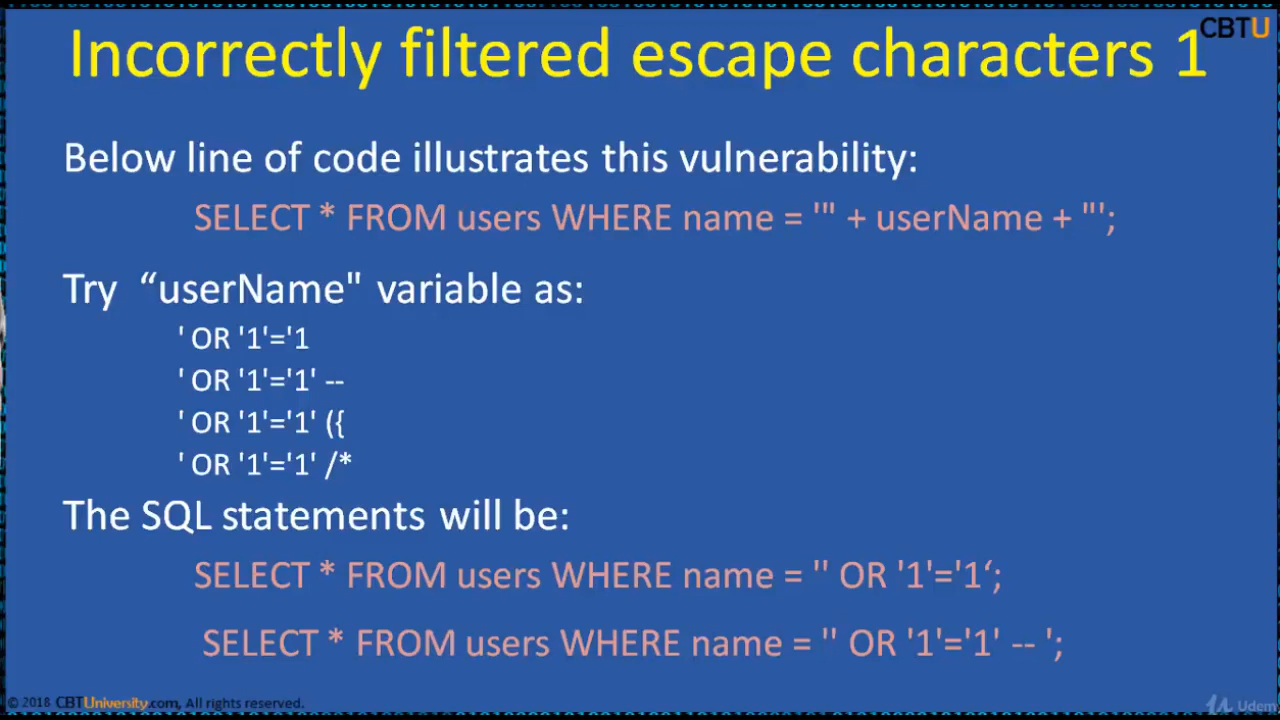 CBTU
Incorrectly filtered escape characters 1
Below line of code illustrates this vulnerability:
SELECT * FROM users WHERE name = '" + userName + "';
Try “userName" variable as:
' OR '1'='1
' OR '1'='1' --
' OR '1'='1' ({
' OR '1'='1' /*
The SQL statements will be:
SELECT * FROM users WHERE name = '' OR '1'='1‘;
SELECT * FROM users WHERE name = '' OR '1'='1' -- ';
© 2018 CBTUniversity.com, All rights reserved.